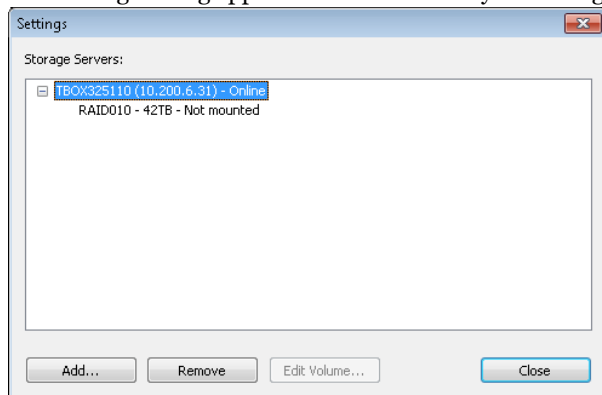 Settings
Storage Servers:
TBOX325110 (10.200.6.31) - Online
RAID010 - 42TB - Not mounted
Add... Remove Edit Volume... Close